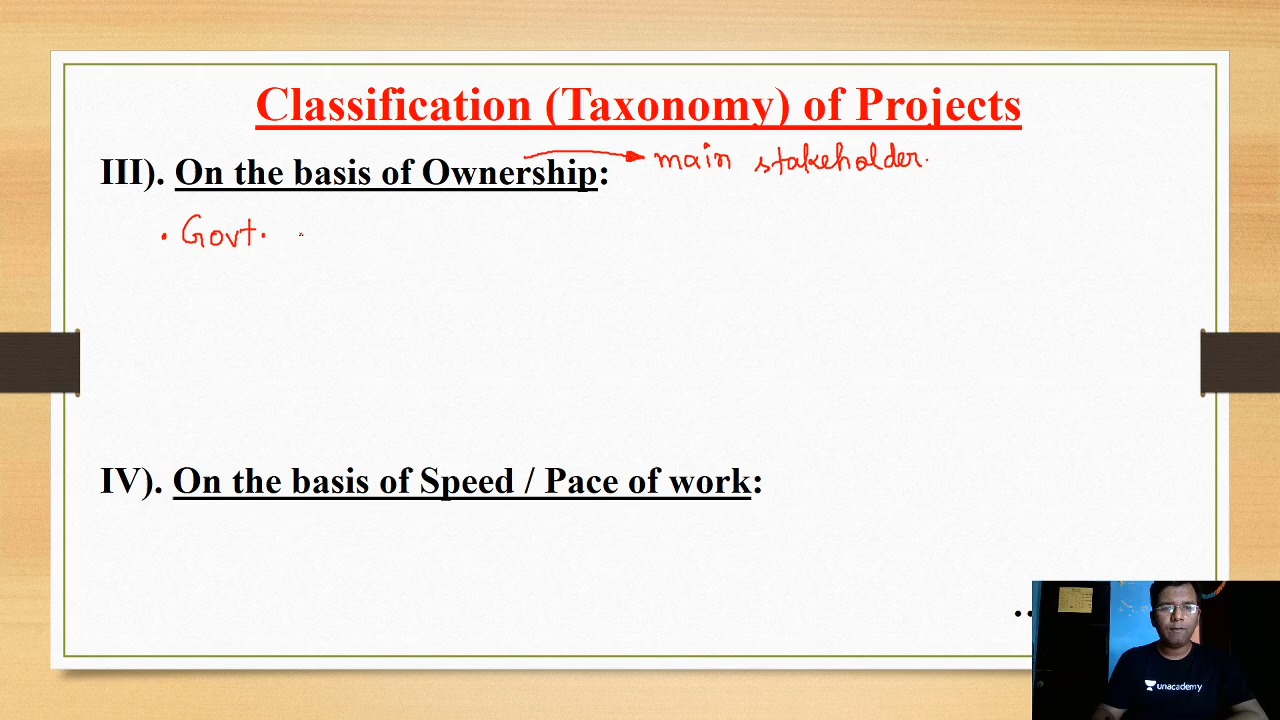 Classification (Taxonomy) of Projects
III). On the basis of Ownership: main stakeholder.
• Govt.
IV). On the basis of Speed / Pace of work:
..
unacademy